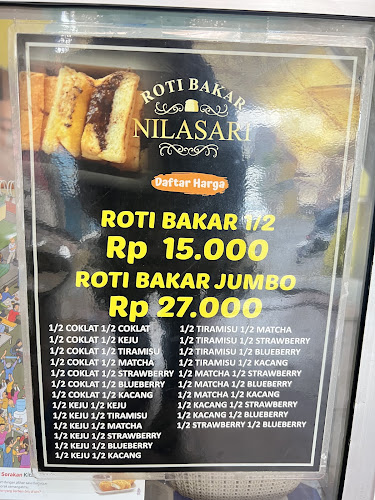 ROTI BAKAR
NILASARI
Daftar Harga
ROTI BAKAR 1/2
Rp 15.000
ROTI BAKAR JUMBO
Rp 27.000
1/2 COKLAT 1/2 COKLAT
1/2 COKLAT 1/2 KEJU
1/2 COKLAT 1/2 TIRAMISU
1/2 COKLAT 1/2 MATCHA
1/2 COKLAT 1/2 STRAWBERRY
1/2 COKLAT 1/2 BLUEBERRY
1/2 COKLAT 1/2 KACANG
1/2 KEJU 1/2 KEJU
1/2 KEJU 1/2 TIRAMISU
1/2 KEJU 1/2 MATCHA
1/2 KEJU 1/2 STRAWBERRY
1/2 KEJU 1/2 BLUEBERRY
1/2 KEJU 1/2 KACANG
1/2 TIRAMISU 1/2 MATCHA
1/2 TIRAMISU 1/2 STRAWBERRY
1/2 TIRAMISU 1/2 BLUEBERRY
1/2 TIRAMISU 1/2 KACANG
1/2 MATCHA 1/2 STRAWBERRY
1/2 MATCHA 1/2 BLUEBERRY
1/2 MATCHA 1/2 KACANG
1/2 KACANG 1/2 STRAWBERRY
1/2 KACANG 1/2 BLUEBERRY
1/2 STRAWBERRY 1/2 BLUEBERRY